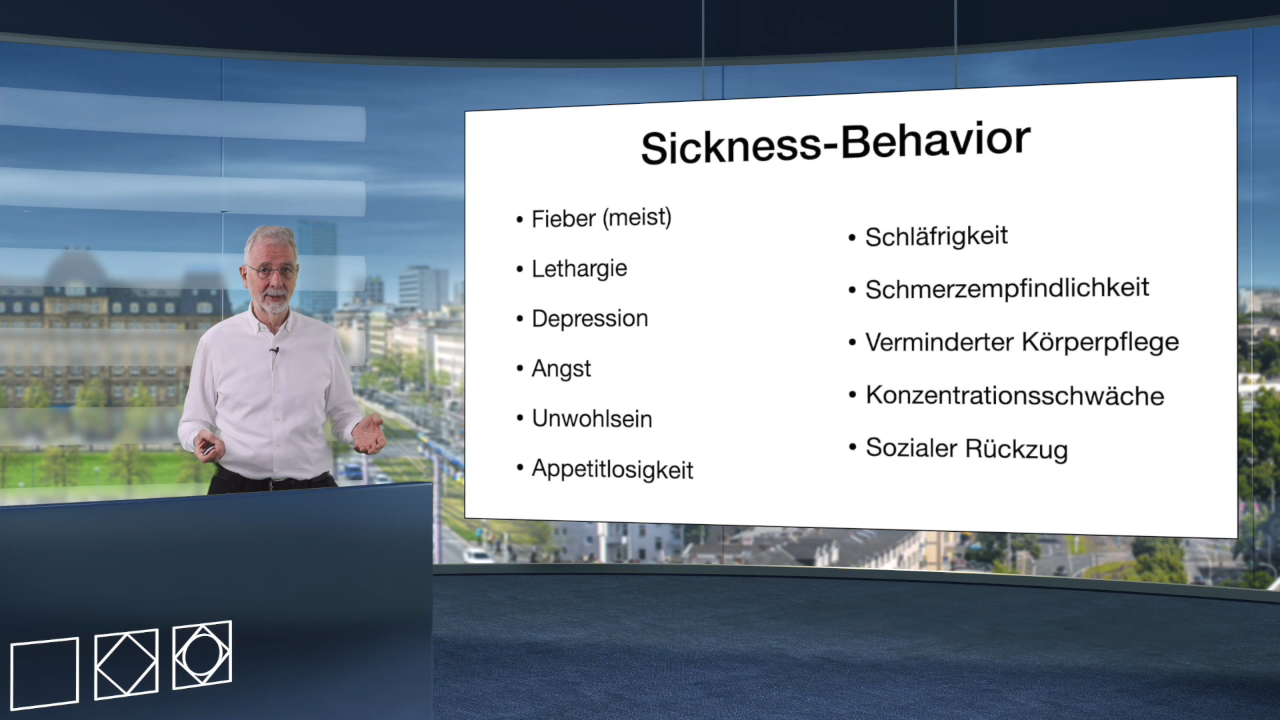 Sickness-Behavior
• Fieber (meist)
• Lethargie
• Depression
• Angst
• Unwohlsein
• Appetitlosigkeit
• Schläfrigkeit
• Schmerzempfindlichkeit
• Verminderter Körperpflege
• Konzentrationsschwäche
• Sozialer Rückzug